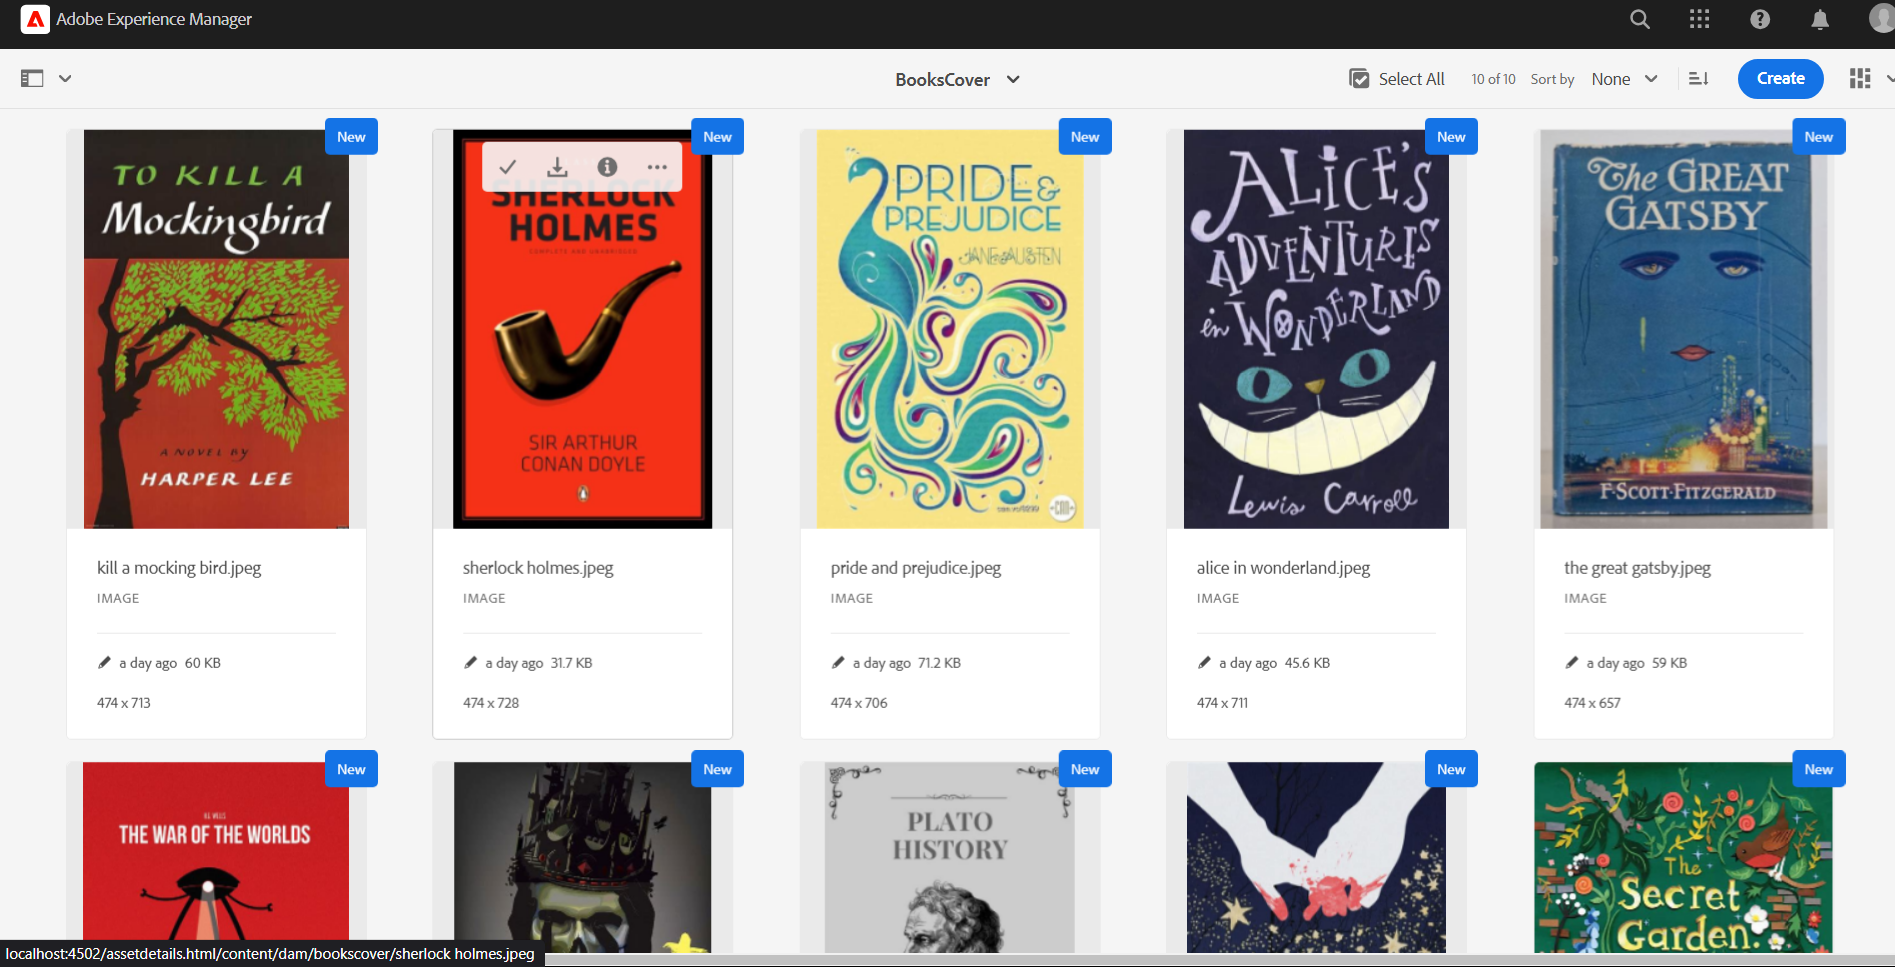 Adobe Experience Manager
BooksCover
Select All
10 of 10
Sort by
None
Create
New
TO KILL A
Mockingbird
A NOVEL BY
HARPER LEE
kill a mocking bird.jpeg
IMAGE
a day ago 60 KB
474 x 713
New
SHERLOCK
HOLMES
COMPLETE AND UNABRIDGED
SIR ARTHUR
CONAN DOYLE
sherlock holmes.jpeg
IMAGE
a day ago 31.7 KB
474 x 728
New
PRIDE &
PREJUDICE
JANE AUSTEN
pride and prejudice.jpeg
IMAGE
a day ago 71.2 KB
474 x 706
New
ALICE'S
ADVENTURES
in WONDERLAND
Lewis Carroll
alice in wonderland.jpeg
IMAGE
a day ago 45.6 KB
474 x 711
New
The GREAT
GATSBY
F·SCOTT·FITZGERALD
the great gatsby.jpeg
IMAGE
a day ago 59 KB
474 x 657
New
H.G. WELLS
THE WAR OF THE WORLDS
New
New
PLATO
HISTORY
New
New
The
Secret
Garden.
localhost:4502/assetdetails.html/content/dam/bookscover/sherlock holmes.jpeg